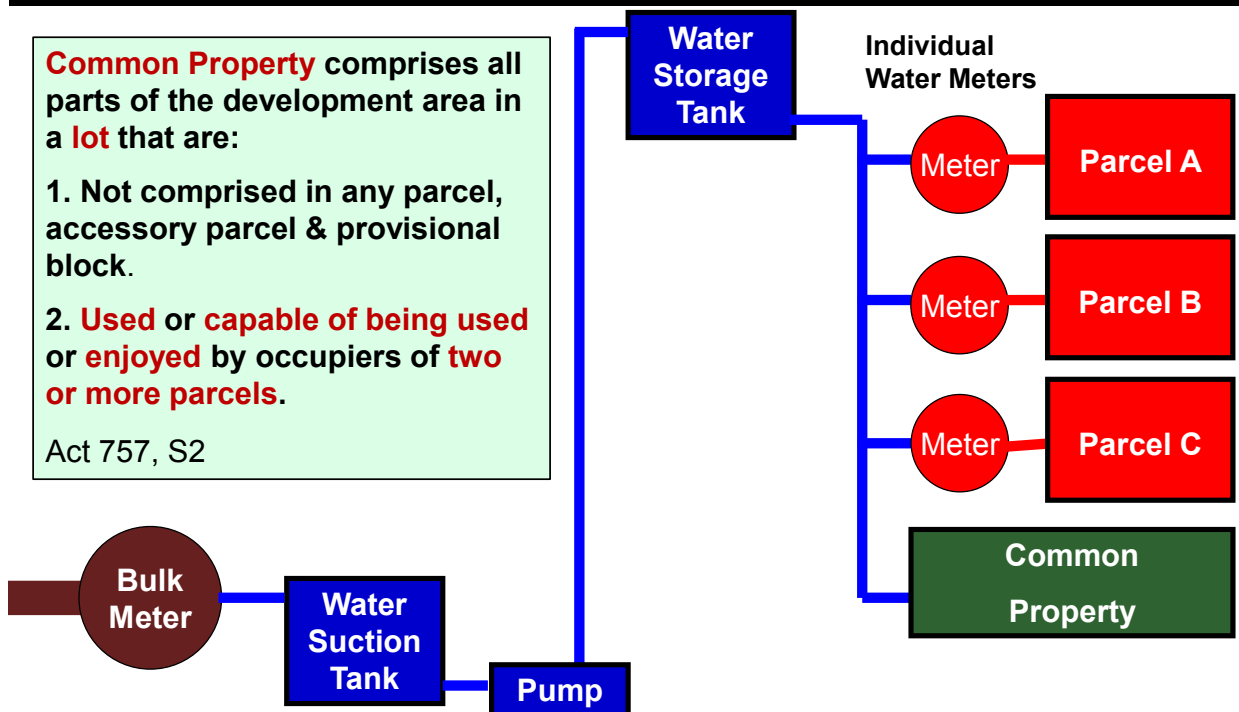 Common Property comprises all
parts of the development area in
a lot that are:
1. Not comprised in any parcel,
accessory parcel & provisional
block.
2. Used or capable of being used
or enjoyed by occupiers of two
or more parcels.
Act 757, S2
Bulk
Meter
Water
Suction
Tank
Pump
Water
Storage
Tank
Individual
Water Meters
Meter
Parcel A
Meter
Parcel B
Meter
Parcel C
Common
Property